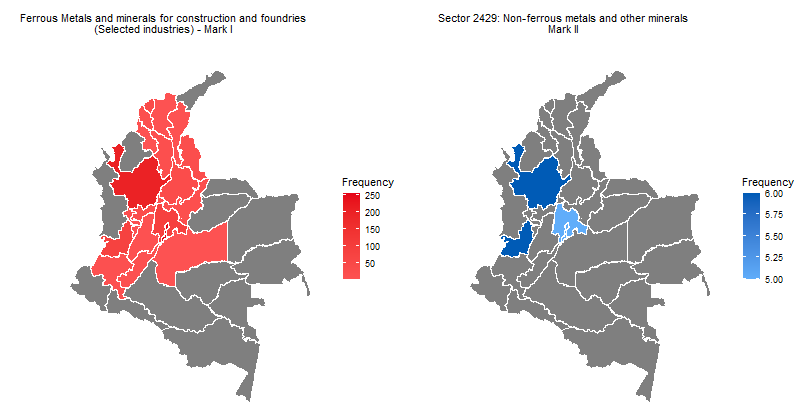 Ferrous Metals and minerals for construction and foundries
(Selected industries) - Mark I
Sector 2429: Non-ferrous metals and other minerals
Mark II
Frequency
250
200
150
100
50
Frequency
6.00
5.75
5.50
5.25
5.00